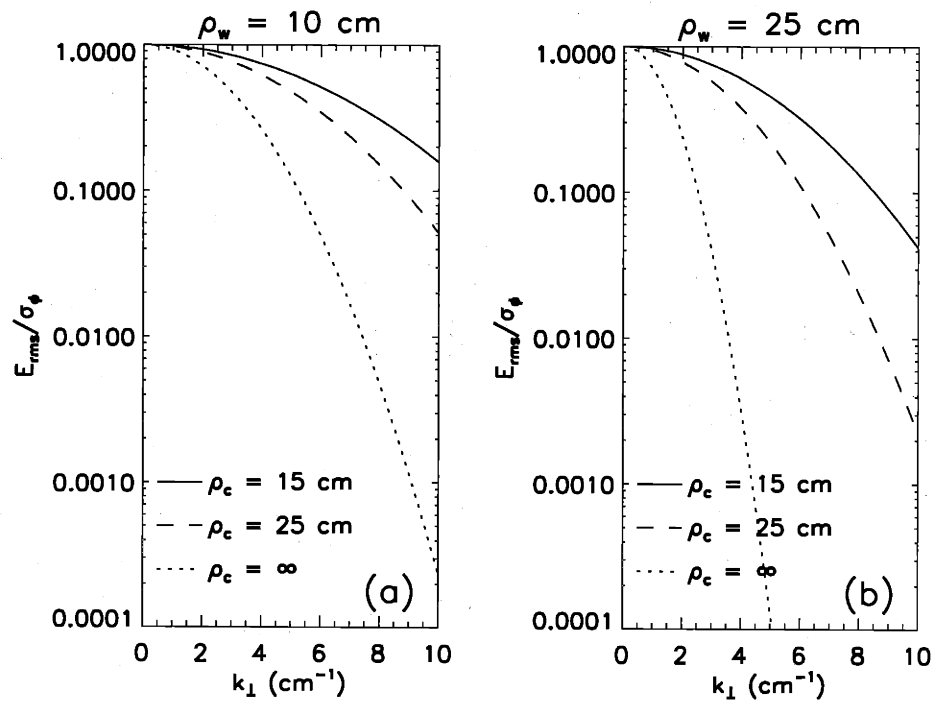 ρw = 10 cm
1.0000
0.1000
0.0100
0.0010
0.0001
Erms/σφ
ρc = 15 cm
ρc = 25 cm
ρc = ∞
(a)
0 2 4 6 8 10
k⊥ (cm⁻¹)
ρw = 25 cm
1.0000
0.1000
0.0100
0.0010
0.0001
Erms/σφ
ρc = 15 cm
ρc = 25 cm
ρc = ∞
(b)
0 2 4 6 8 10
k⊥ (cm⁻¹)